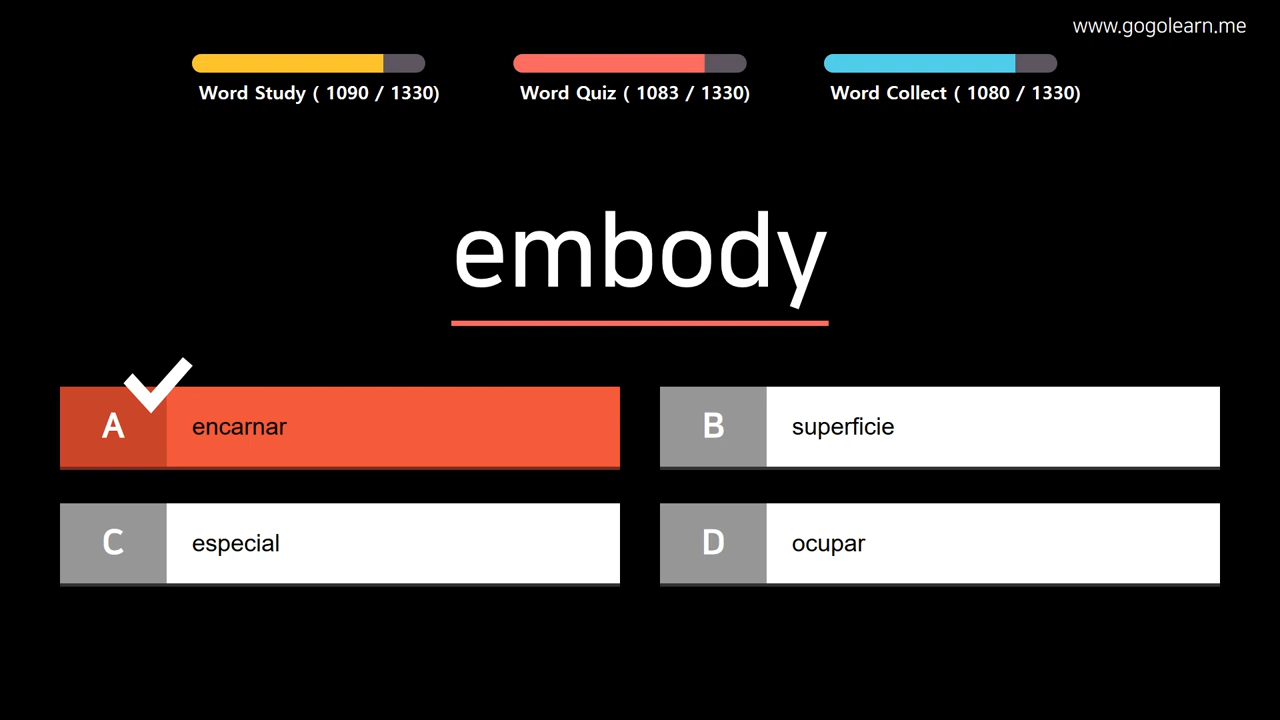 www.gogolearn.me
Word Study ( 1090 / 1330)
Word Quiz ( 1083 / 1330)
Word Collect ( 1080 / 1330)
embody
A encarnar
B superficie
C especial
D ocupar